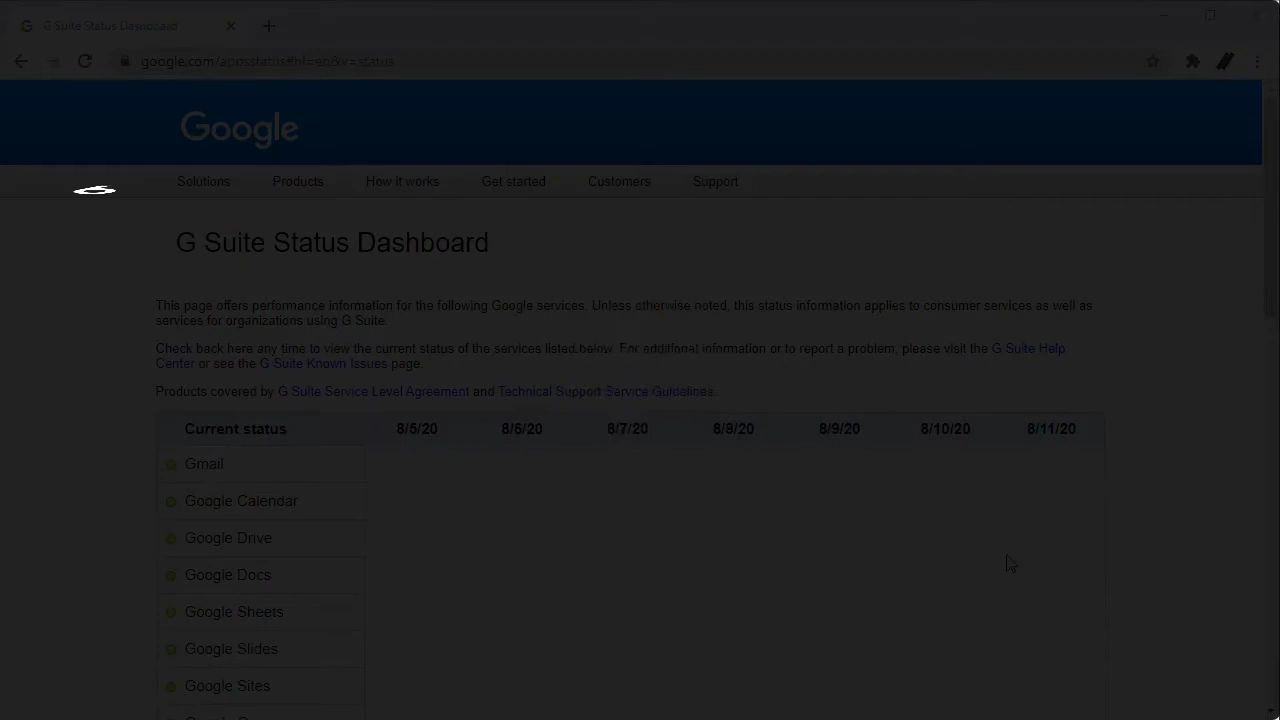 G Suite Status Dashboard
google.com/appsstatus#hl=en&v=status
Google
Solutions Products How it works Get started Customers Support
G Suite Status Dashboard
This page offers performance information for the following Google services. Unless otherwise noted, this status information applies to consumer services as well as
services for organizations using G Suite.
Check back here any time to view the current status of the services listed below. For additional information or to report a problem, please visit the G Suite Help
Center or see the G Suite Known Issues page.
Products covered by G Suite Service Level Agreement and Technical Support Service Guidelines.
Current status 8/5/20 8/6/20 8/7/20 8/8/20 8/9/20 8/10/20 8/11/20
Gmail
Google Calendar
Google Drive
Google Docs
Google Sheets
Google Slides
Google Sites